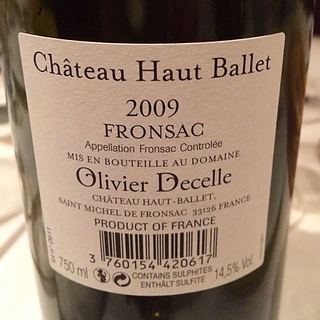 Château Haut Ballet
2009
FRONSAC
Appellation Fronsac Controlée
MIS EN BOUTEILLE AU DOMAINE
Olivier Decelle
CHÂTEAU HAUT-BALLET,
SAINT MICHEL DE FRONSAC 33126 FRANCE
PRODUCT OF FRANCE
3 760154 420617
750 ml
CONTAINS SULPHITES
ENTHÄLT SULFITE
14,5% Vol